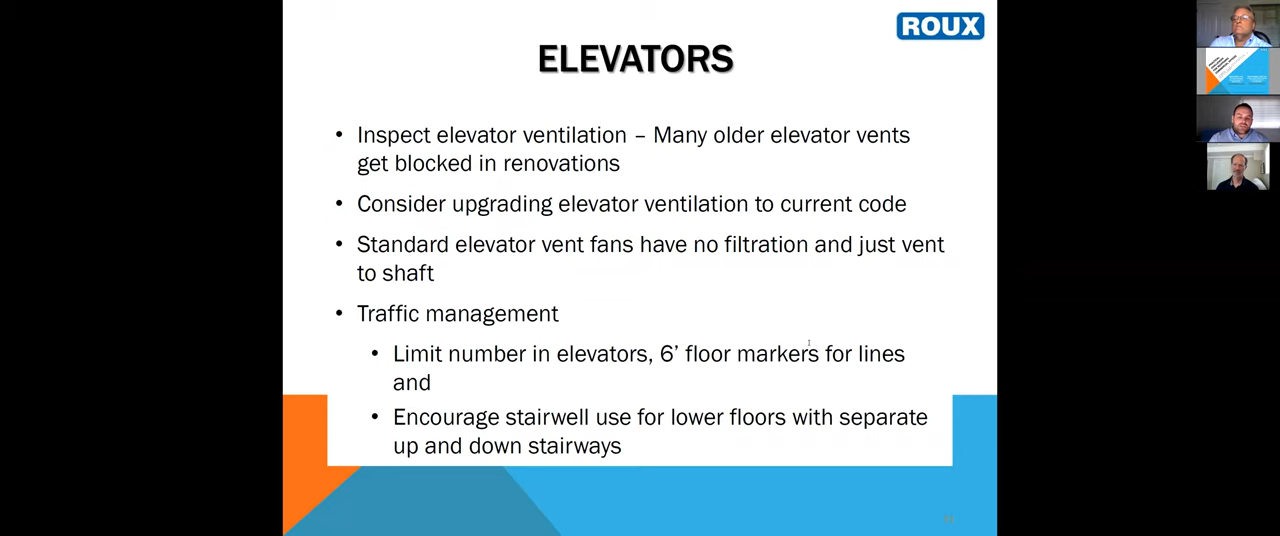 ROUX
ELEVATORS
• Inspect elevator ventilation – Many older elevator vents
get blocked in renovations
• Consider upgrading elevator ventilation to current code
• Standard elevator vent fans have no filtration and just vent
to shaft
• Traffic management
• Limit number in elevators, 6’ floor markers for lines
and
• Encourage stairwell use for lower floors with separate
up and down stairways